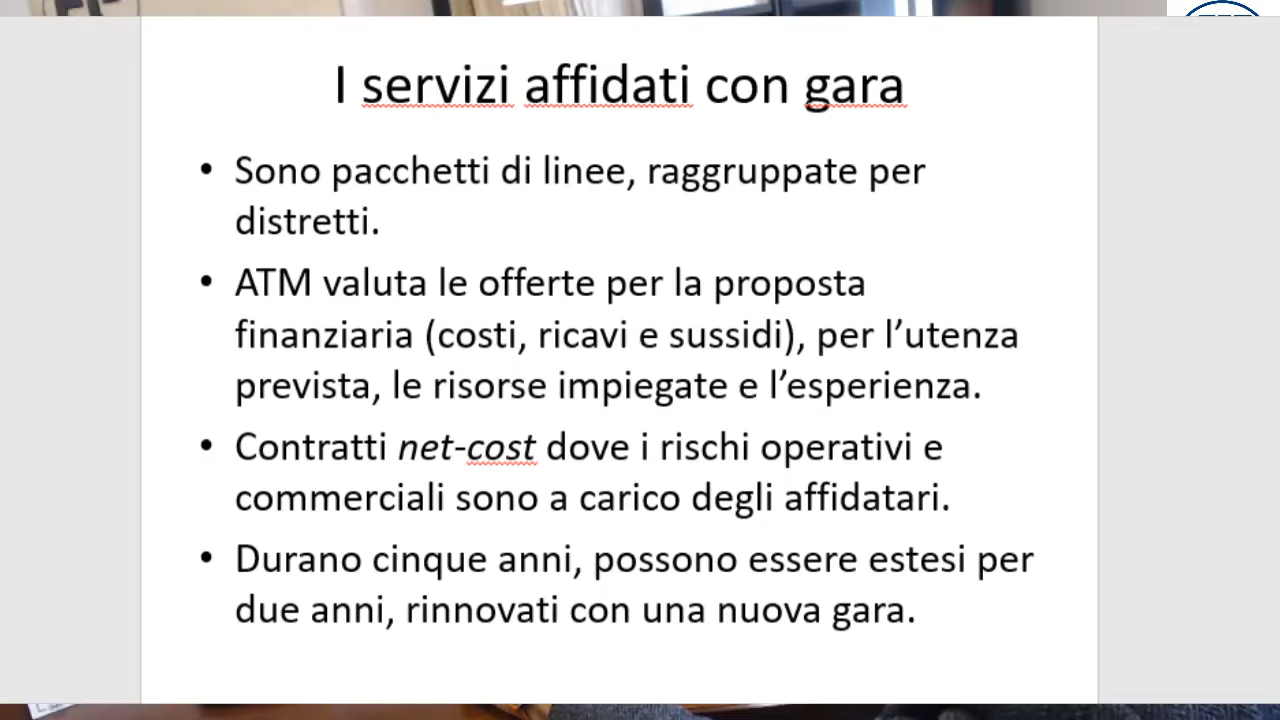 I servizi affidati con gara
• Sono pacchetti di linee, raggruppate per
distretti.
• ATM valuta le offerte per la proposta
finanziaria (costi, ricavi e sussidi), per l’utenza
prevista, le risorse impiegate e l’esperienza.
• Contratti net-cost dove i rischi operativi e
commerciali sono a carico degli affidatari.
• Durano cinque anni, possono essere estesi per
due anni, rinnovati con una nuova gara.